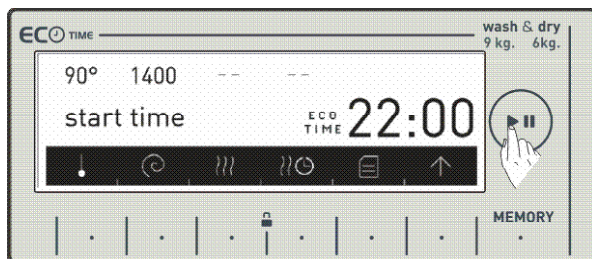 ECO TIME
wash & dry
9 kg. 6kg.
90° 1400 -- --
start time ECO TIME 22:00
MEMORY